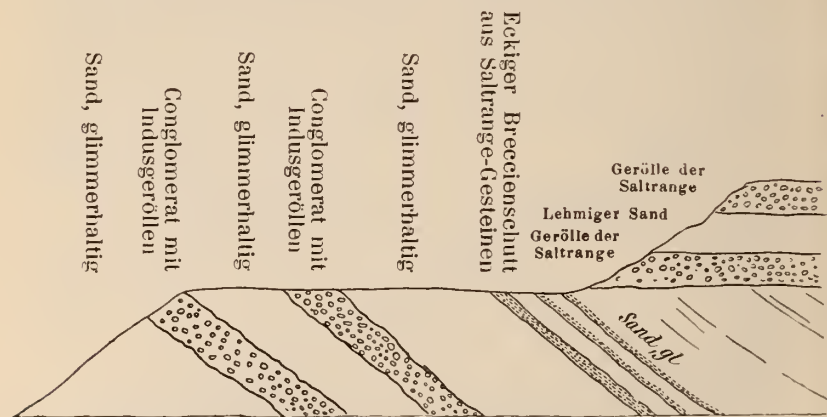 Sand, glimmerhaltig
Conglomerat mit
Indusgeröllen
Sand, glimmerhaltig
Conglomerat mit
Indusgeröllen
Sand, glimmerhaltig
Eckiger Breccienschutt
aus Saltrange-Gesteinen
Gerölle der
Saltrange
Lehmiger Sand
Gerölle der
Saltrange
Sand, gl